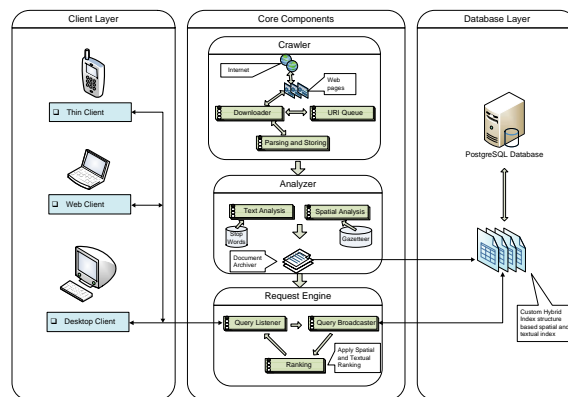 Client Layer
Thin Client
Web Client
Desktop Client
Core Components
Crawler
Internet
Web
pages
Downloader
URI Queue
Parsing and Storing
Analyzer
Text Analysis
Spatial Analysis
Stop
Words
Gazetteer
Document
Archiver
Request Engine
Query Listener
Query Broadcaster
Ranking
Apply Spatial
and Textual
Ranking
Database Layer
PostgreSQL Database
Custom Hybrid
Index structure
based spatial and
textual index